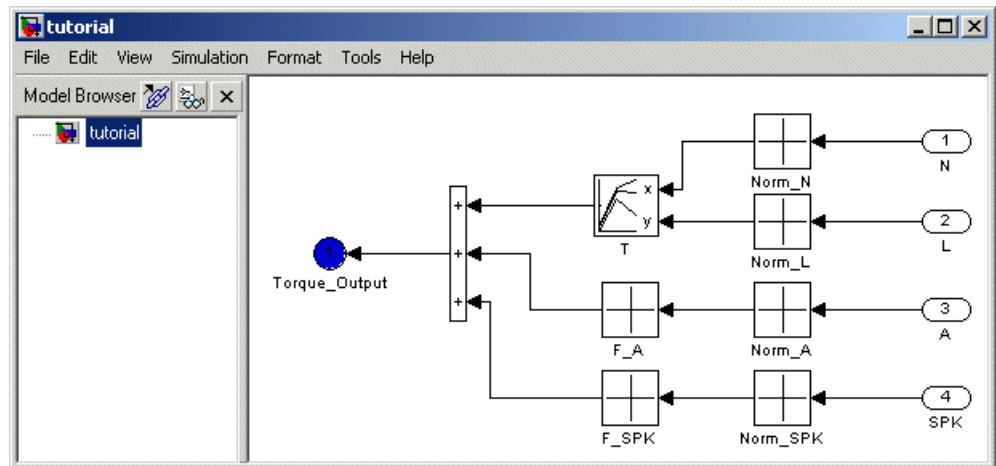 tutorial
File Edit View Simulation Format Tools Help
Model Browser
tutorial
1
N
Norm_N
x
y
T
2
L
Norm_L
+
+
+
1
Torque_Output
3
A
Norm_A
F_A
4
SPK
Norm_SPK
F_SPK